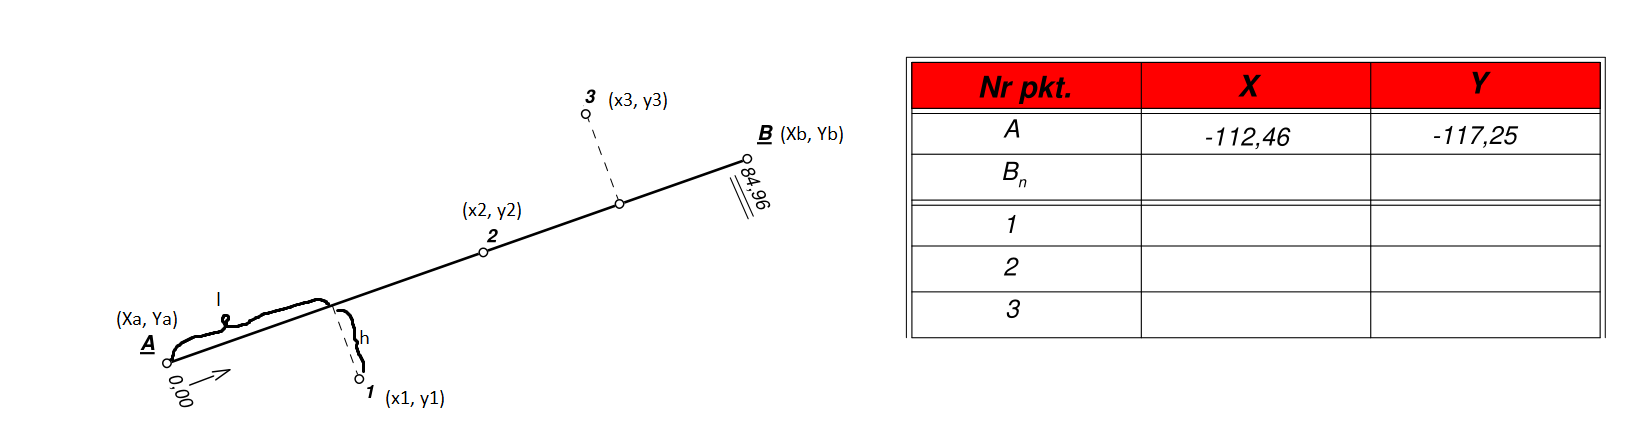 3 (x3, y3)
B (Xb, Yb)
84,96
(x2, y2)
2
l
(Xa, Ya)
A
h
0,00
1 (x1, y1)
Nr pkt. X Y
A -112,46 -117,25
Bn
1
2
3